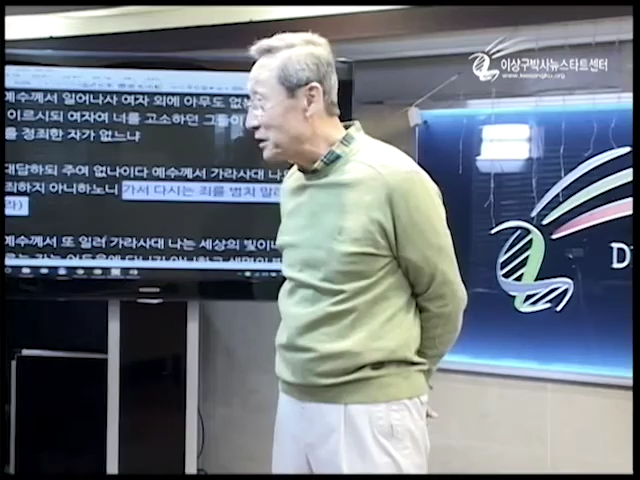 이상구박사뉴스타트센터
www.leesangku.org
예수께서 일어나사 여자 외에 아무도 없
이르시되 여자여 너를 고소하던 그들이
를 정죄한 자가 없느냐
대답하되 주여 없나이다 예수께서 가라사대 나
죄하지 아니하노니 가서 다시는 죄를 범치 말라
라)
예수께서 또 일러 가라사대 나는 세상의 빛이니
D